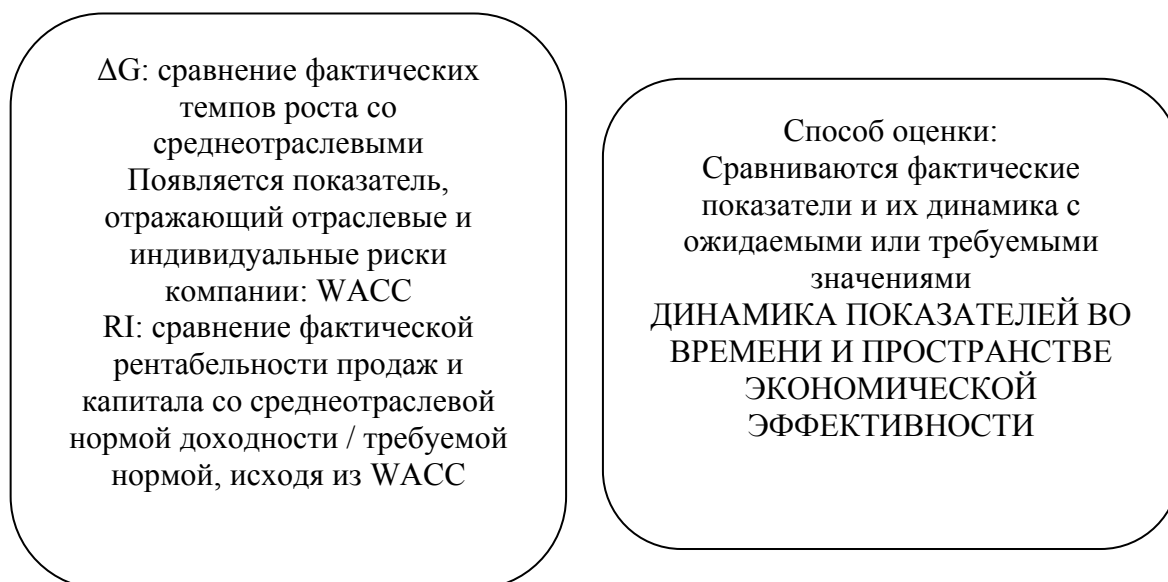 ΔG: сравнение фактических
темпов роста со
среднеотраслевыми
Появляется показатель,
отражающий отраслевые и
индивидуальные риски
компании: WACC
RI: сравнение фактической
рентабельности продаж и
капитала со среднеотраслевой
нормой доходности / требуемой
нормой, исходя из WACC
Способ оценки:
Сравниваются фактические
показатели и их динамика с
ожидаемыми или требуемыми
значениями
ДИНАМИКА ПОКАЗАТЕЛЕЙ ВО
ВРЕМЕНИ И ПРОСТРАНСТВЕ
ЭКОНОМИЧЕСКОЙ
ЭФФЕКТИВНОСТИ